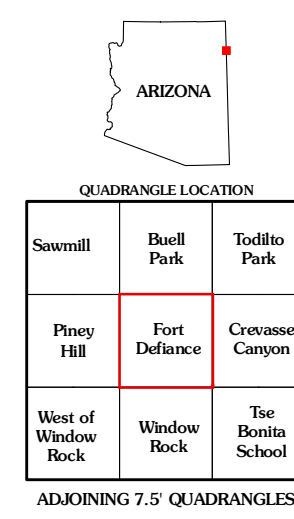 ARIZONA
QUADRANGLE LOCATION
Sawmill
Buell
Park
Todilto
Park
Piney
Hill
Fort
Defiance
Crevasse
Canyon
West of
Window
Rock
Window
Rock
Tse
Bonita
School
ADJOINING 7.5' QUADRANGLES